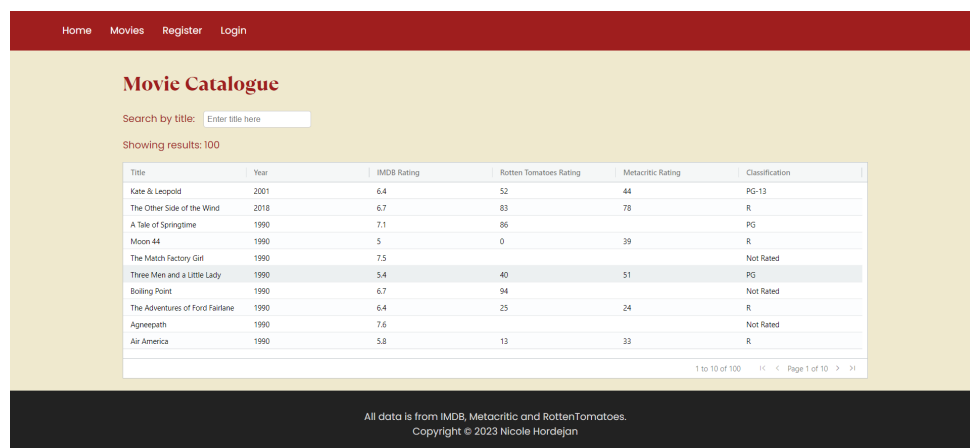 Home Movies Register Login
Movie Catalogue
Search by title: Enter title here
Showing results: 100
Title Year IMDB Rating Rotten Tomatoes Rating Metacritic Rating Classification
Kate & Leopold 2001 6.4 52 44 PG-13
The Other Side of the Wind 2018 6.7 83 78 R
A Tale of Springtime 1990 7.1 86 PG
Moon 44 1990 5 0 39 R
The Match Factory Girl 1990 7.5 Not Rated
Three Men and a Little Lady 1990 5.4 40 51 PG
Boiling Point 1990 6.7 94 Not Rated
The Adventures of Ford Fairlane 1990 6.4 25 24 R
Agneepath 1990 7.6 Not Rated
Air America 1990 5.8 13 33 R
1 to 10 of 100 Page 1 of 10
All data is from IMDB, Metacritic and RottenTomatoes.
Copyright © 2023 Nicole Hordejan